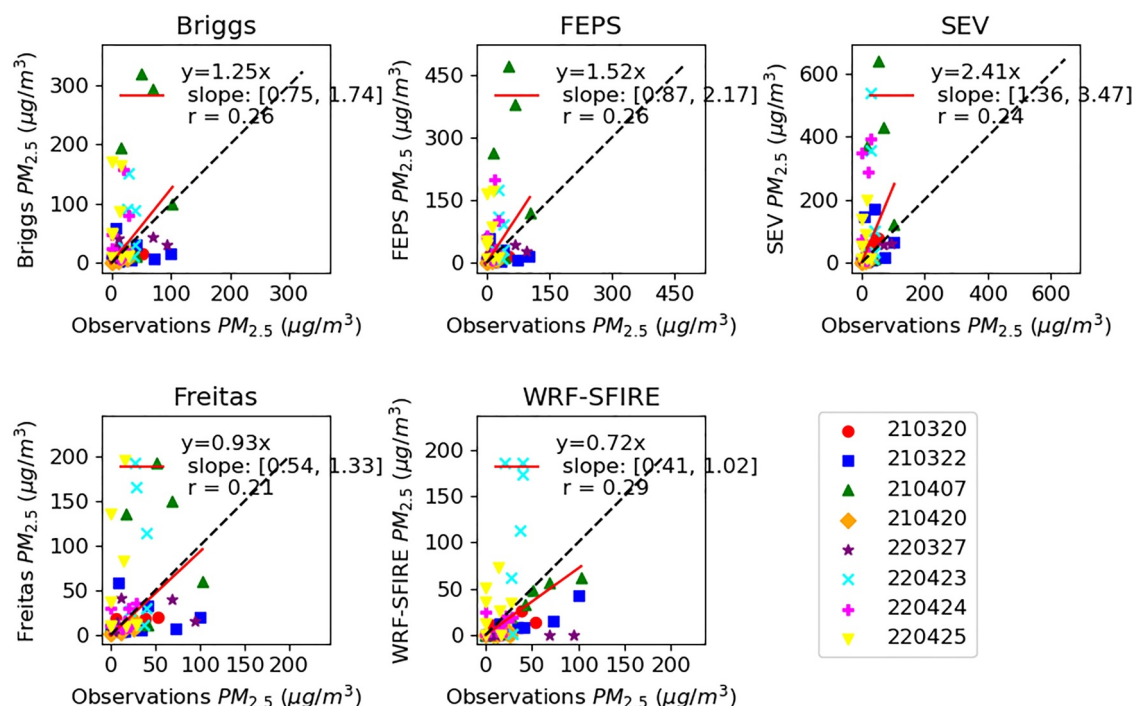 Briggs
300
200
100
0
0 100 200 300
Briggs PM2.5 (μg/m³)
Observations PM2.5 (μg/m³)
y=1.25x
slope: [0.75, 1.74]
r = 0.26
FEPS
450
300
150
0
0 150 300 450
FEPS PM2.5 (μg/m³)
Observations PM2.5 (μg/m³)
y=1.52x
slope: [0.87, 2.17]
r = 0.26
SEV
600
400
200
0
0 200 400 600
SEV PM2.5 (μg/m³)
Observations PM2.5 (μg/m³)
y=2.41x
slope: [1.36, 3.47]
r = 0.24
Freitas
200
150
100
50
0
0 50 100 150 200
Freitas PM2.5 (μg/m³)
Observations PM2.5 (μg/m³)
y=0.93x
slope: [0.54, 1.33]
r = 0.21
WRF-SFIRE
200
150
100
50
0
0 50 100 150 200
WRF-SFIRE PM2.5 (μg/m³)
Observations PM2.5 (μg/m³)
y=0.72x
slope: [0.41, 1.02]
r = 0.29
210320
210322
210407
210420
220327
220423
220424
220425